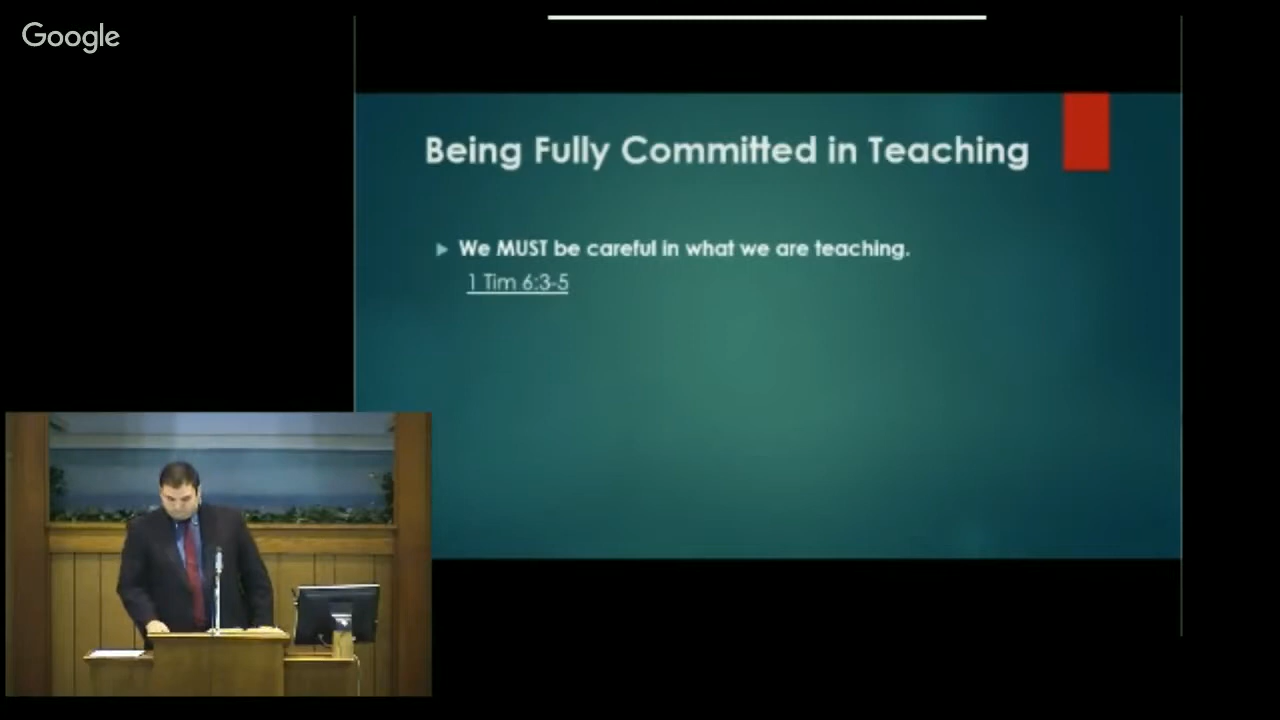 Google
Being Fully Committed in Teaching
We MUST be careful in what we are teaching.
1 Tim 6:3-5